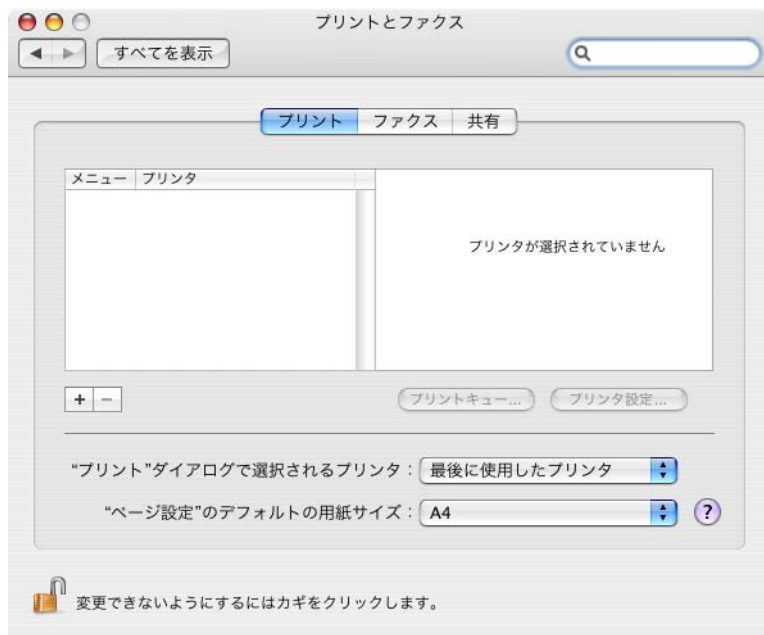 プリントとファクス
すべてを表示
プリント ファクス 共有
メニュー プリンタ
プリンタが選択されていません
+ −
プリントキュー... プリンタ設定...
“プリント”ダイアログで選択されるプリンタ： 最後に使用したプリンタ
“ページ設定”のデフォルトの用紙サイズ： A4 ?
変更できないようにするにはカギをクリックします。